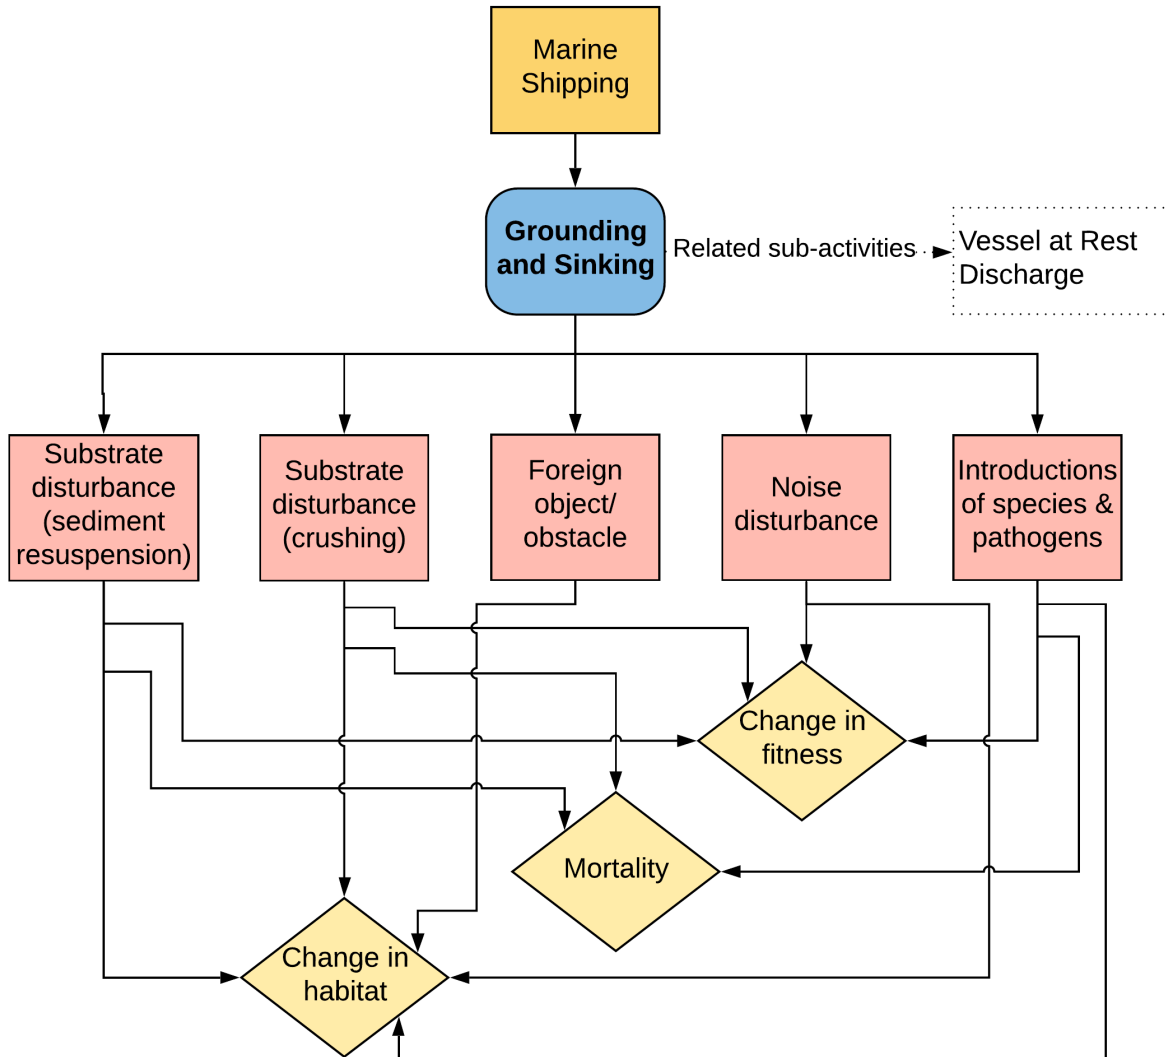 Marine
Shipping
Grounding
and Sinking
Related sub-activities
Vessel at Rest
Discharge
Substrate
disturbance
(sediment
resuspension)
Substrate
disturbance
(crushing)
Foreign
object/
obstacle
Noise
disturbance
Introductions
of species &
pathogens
Change in
fitness
Mortality
Change in
habitat